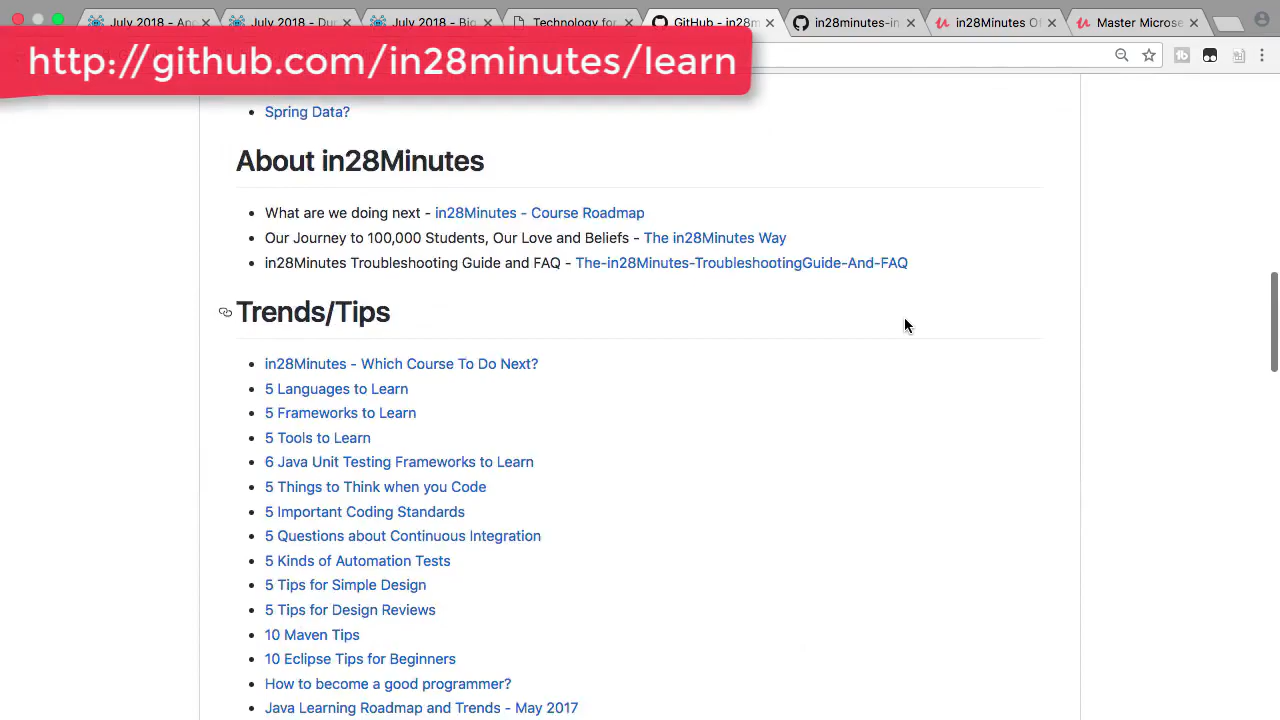 July 2018 - An
July 2018 - Du
July 2018 - Big
Technology fo
GitHub - in28m
in28minutes-in
in28Minutes Of
Master Microse
http://github.com/in28minutes/learn
Spring Data?
About in28Minutes
What are we doing next - in28Minutes - Course Roadmap
Our Journey to 100,000 Students, Our Love and Beliefs - The in28Minutes Way
in28Minutes Troubleshooting Guide and FAQ - The-in28Minutes-TroubleshootingGuide-And-FAQ
Trends/Tips
in28Minutes - Which Course To Do Next?
5 Languages to Learn
5 Frameworks to Learn
5 Tools to Learn
6 Java Unit Testing Frameworks to Learn
5 Things to Think when you Code
5 Important Coding Standards
5 Questions about Continuous Integration
5 Kinds of Automation Tests
5 Tips for Simple Design
5 Tips for Design Reviews
10 Maven Tips
10 Eclipse Tips for Beginners
How to become a good programmer?
Java Learning Roadmap and Trends - May 2017